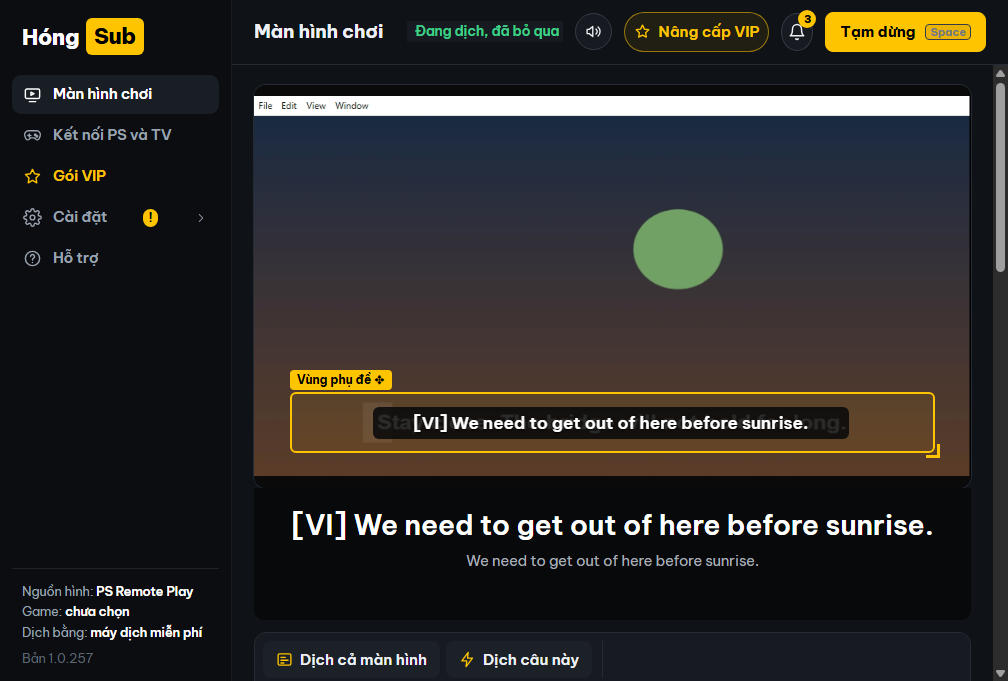 Hóng Sub
Màn hình chơi
Kết nối PS và TV
Gói VIP
Cài đặt !
Hỗ trợ
Nguồn hình: PS Remote Play
Game: chưa chọn
Dịch bằng: máy dịch miễn phí
Bản 1.0.257
Màn hình chơi
Đang dịch, đã bỏ qua
Nâng cấp VIP
3
Tạm dừng Space
File Edit View Window
Vùng phụ đề
[VI] We need to get out of here before sunrise.
[VI] We need to get out of here before sunrise.
We need to get out of here before sunrise.
Dịch cả màn hình
Dịch câu này